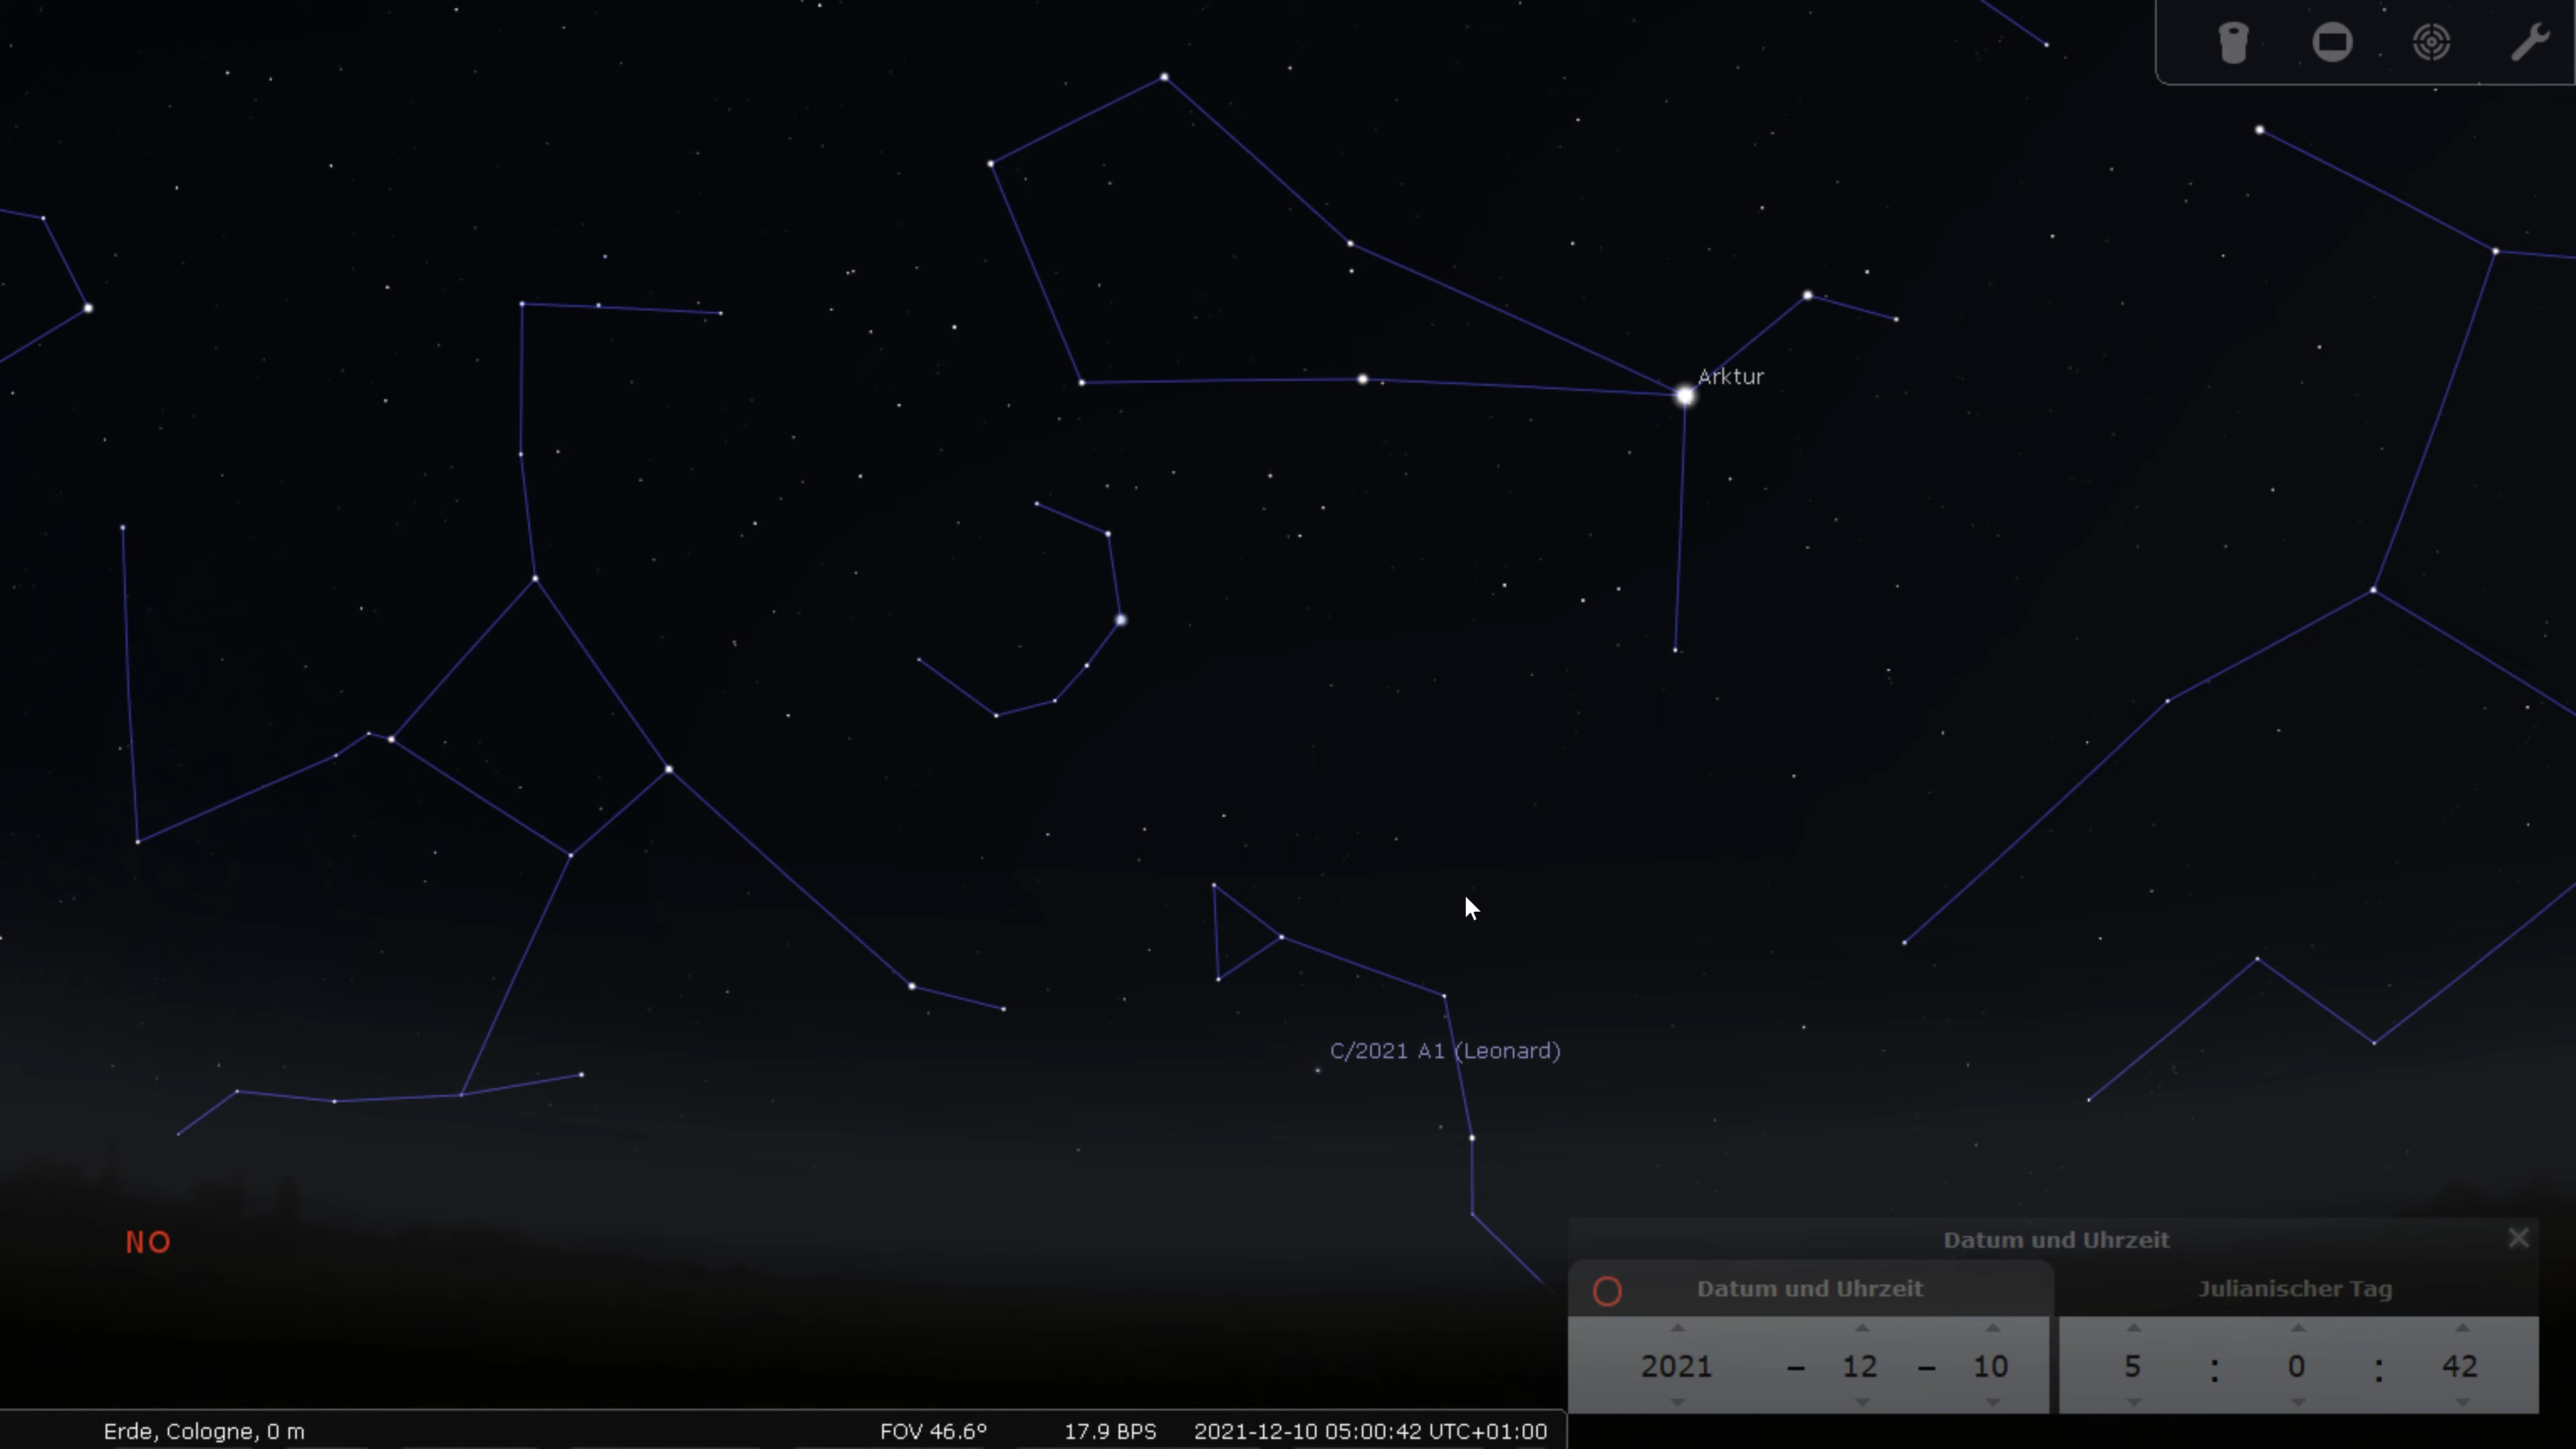 Arktur
C/2021 A1 (Leonard)
NO
Datum und Uhrzeit
O Datum und Uhrzeit Julianischer Tag
2021 - 12 - 10 5 : 0 : 42
Erde, Cologne, 0 m FOV 46.6° 17.9 BPS 2021-12-10 05:00:42 UTC+01:00